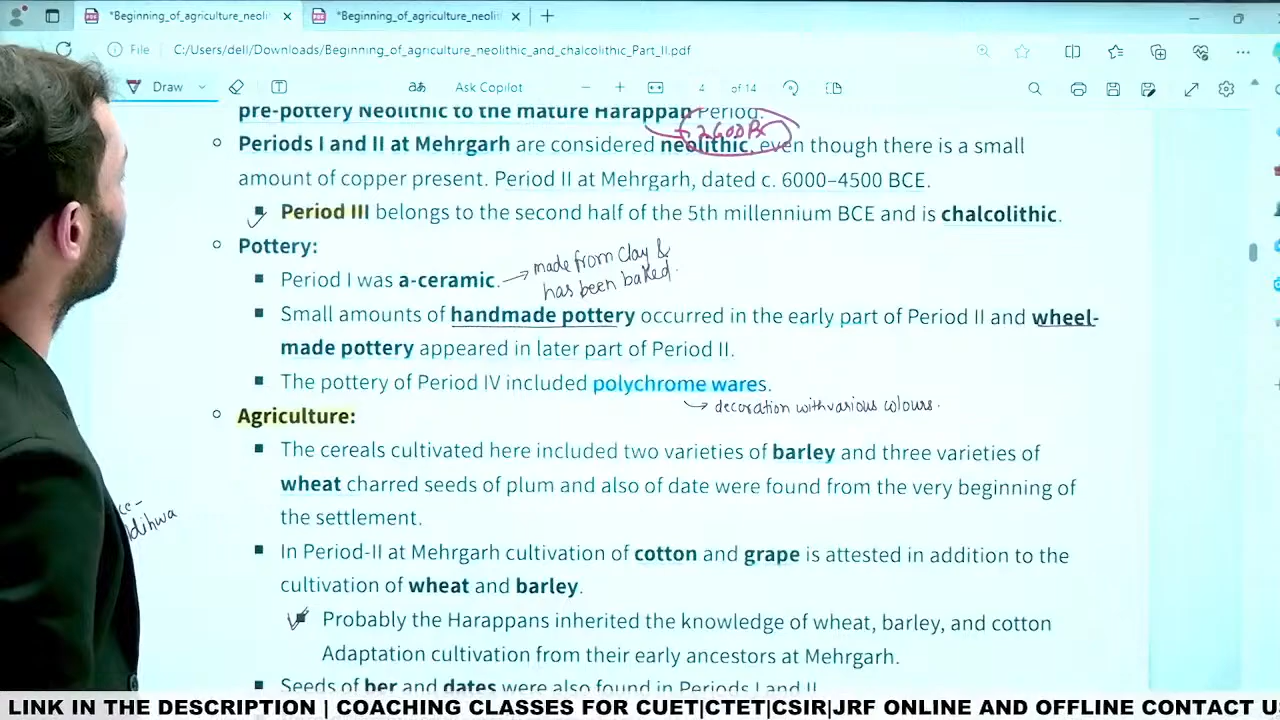 *Beginning_of_agriculture_neoli
*Beginning_of_agriculture_neolit
File
C:/Users/dell/Downloads/Beginning_of_agriculture_neolithic_and_chalcolithic_Part_II.pdf
Draw
Ask Copilot
4 of 14
pre-pottery Neolithic to the mature Harappan Period.
2600 BC
Periods I and II at Mehrgarh are considered neolithic, even though there is a small
amount of copper present. Period II at Mehrgarh, dated c. 6000–4500 BCE.
Period III belongs to the second half of the 5th millennium BCE and is chalcolithic.
Pottery:
Period I was a-ceramic. → made from clay &
has been baked.
Small amounts of handmade pottery occurred in the early part of Period II and wheel-
made pottery appeared in later part of Period II.
The pottery of Period IV included polychrome wares.
decoration with various colours.
Agriculture:
The cereals cultivated here included two varieties of barley and three varieties of
wheat charred seeds of plum and also of date were found from the very beginning of
the settlement.
In Period-II at Mehrgarh cultivation of cotton and grape is attested in addition to the
cultivation of wheat and barley.
Probably the Harappans inherited the knowledge of wheat, barley, and cotton
Adaptation cultivation from their early ancestors at Mehrgarh.
Seeds of ber and dates were also found in Periods I and II
LINK IN THE DESCRIPTION | COACHING CLASSES FOR CUET|CTET|CSIR|JRF ONLINE AND OFFLINE CONTACT U